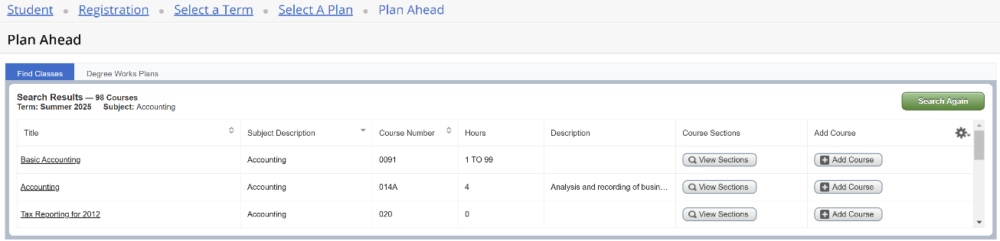 Student Registration Select a Term Select A Plan Plan Ahead
Plan Ahead
Find Classes Degree Works Plans
Search Results — 98 Courses
Term: Summer 2025 Subject: Accounting
Search Again
Title Subject Description Course Number Hours Description Course Sections Add Course
Basic Accounting Accounting 0091 1 TO 99 View Sections Add Course
Accounting Accounting 014A 4 Analysis and recording of busin... View Sections Add Course
Tax Reporting for 2012 Accounting 020 0 View Sections Add Course